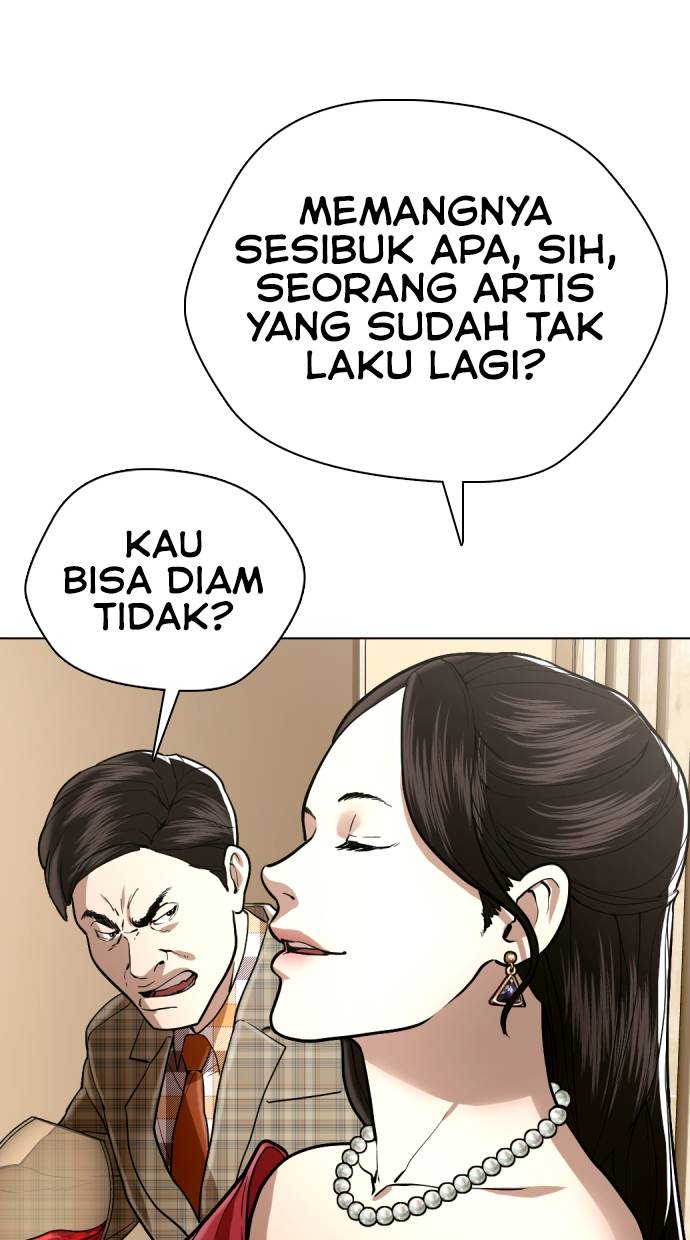 MEMANGNYA
SESIBUK APA, SIH,
SEORANG ARTIS
YANG SUDAH TAK
LAKU LAGI?
KAU
BISA DIAM
TIDAK?